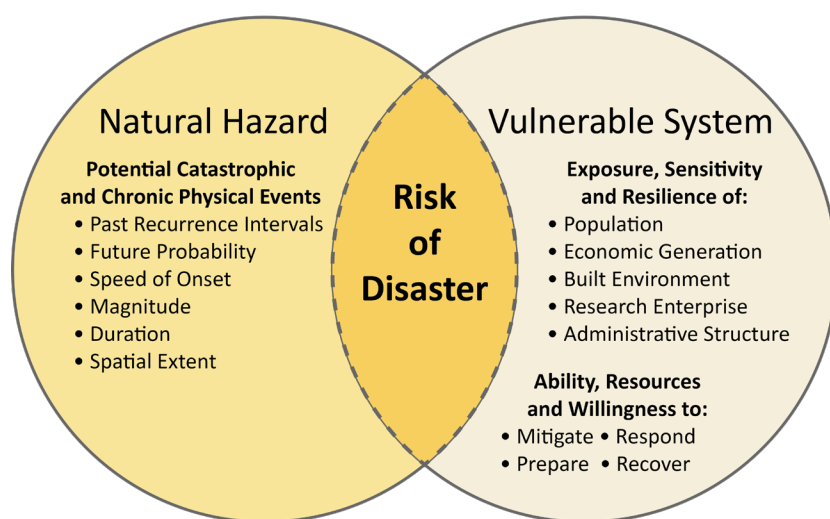 Natural Hazard
Potential Catastrophic
and Chronic Physical Events
• Past Recurrence Intervals
• Future Probability
• Speed of Onset
• Magnitude
• Duration
• Spatial Extent
Risk
of
Disaster
Vulnerable System
Exposure, Sensitivity
and Resilience of:
• Population
• Economic Generation
• Built Environment
• Research Enterprise
• Administrative Structure
Ability, Resources
and Willingness to:
• Mitigate • Respond
• Prepare • Recover